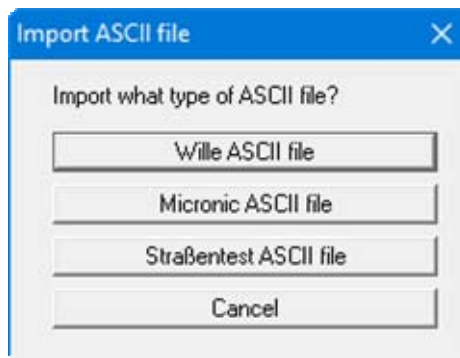 Import ASCII file
Import what type of ASCII file?
Wille ASCII file
Micronic ASCII file
Straßentest ASCII file
Cancel